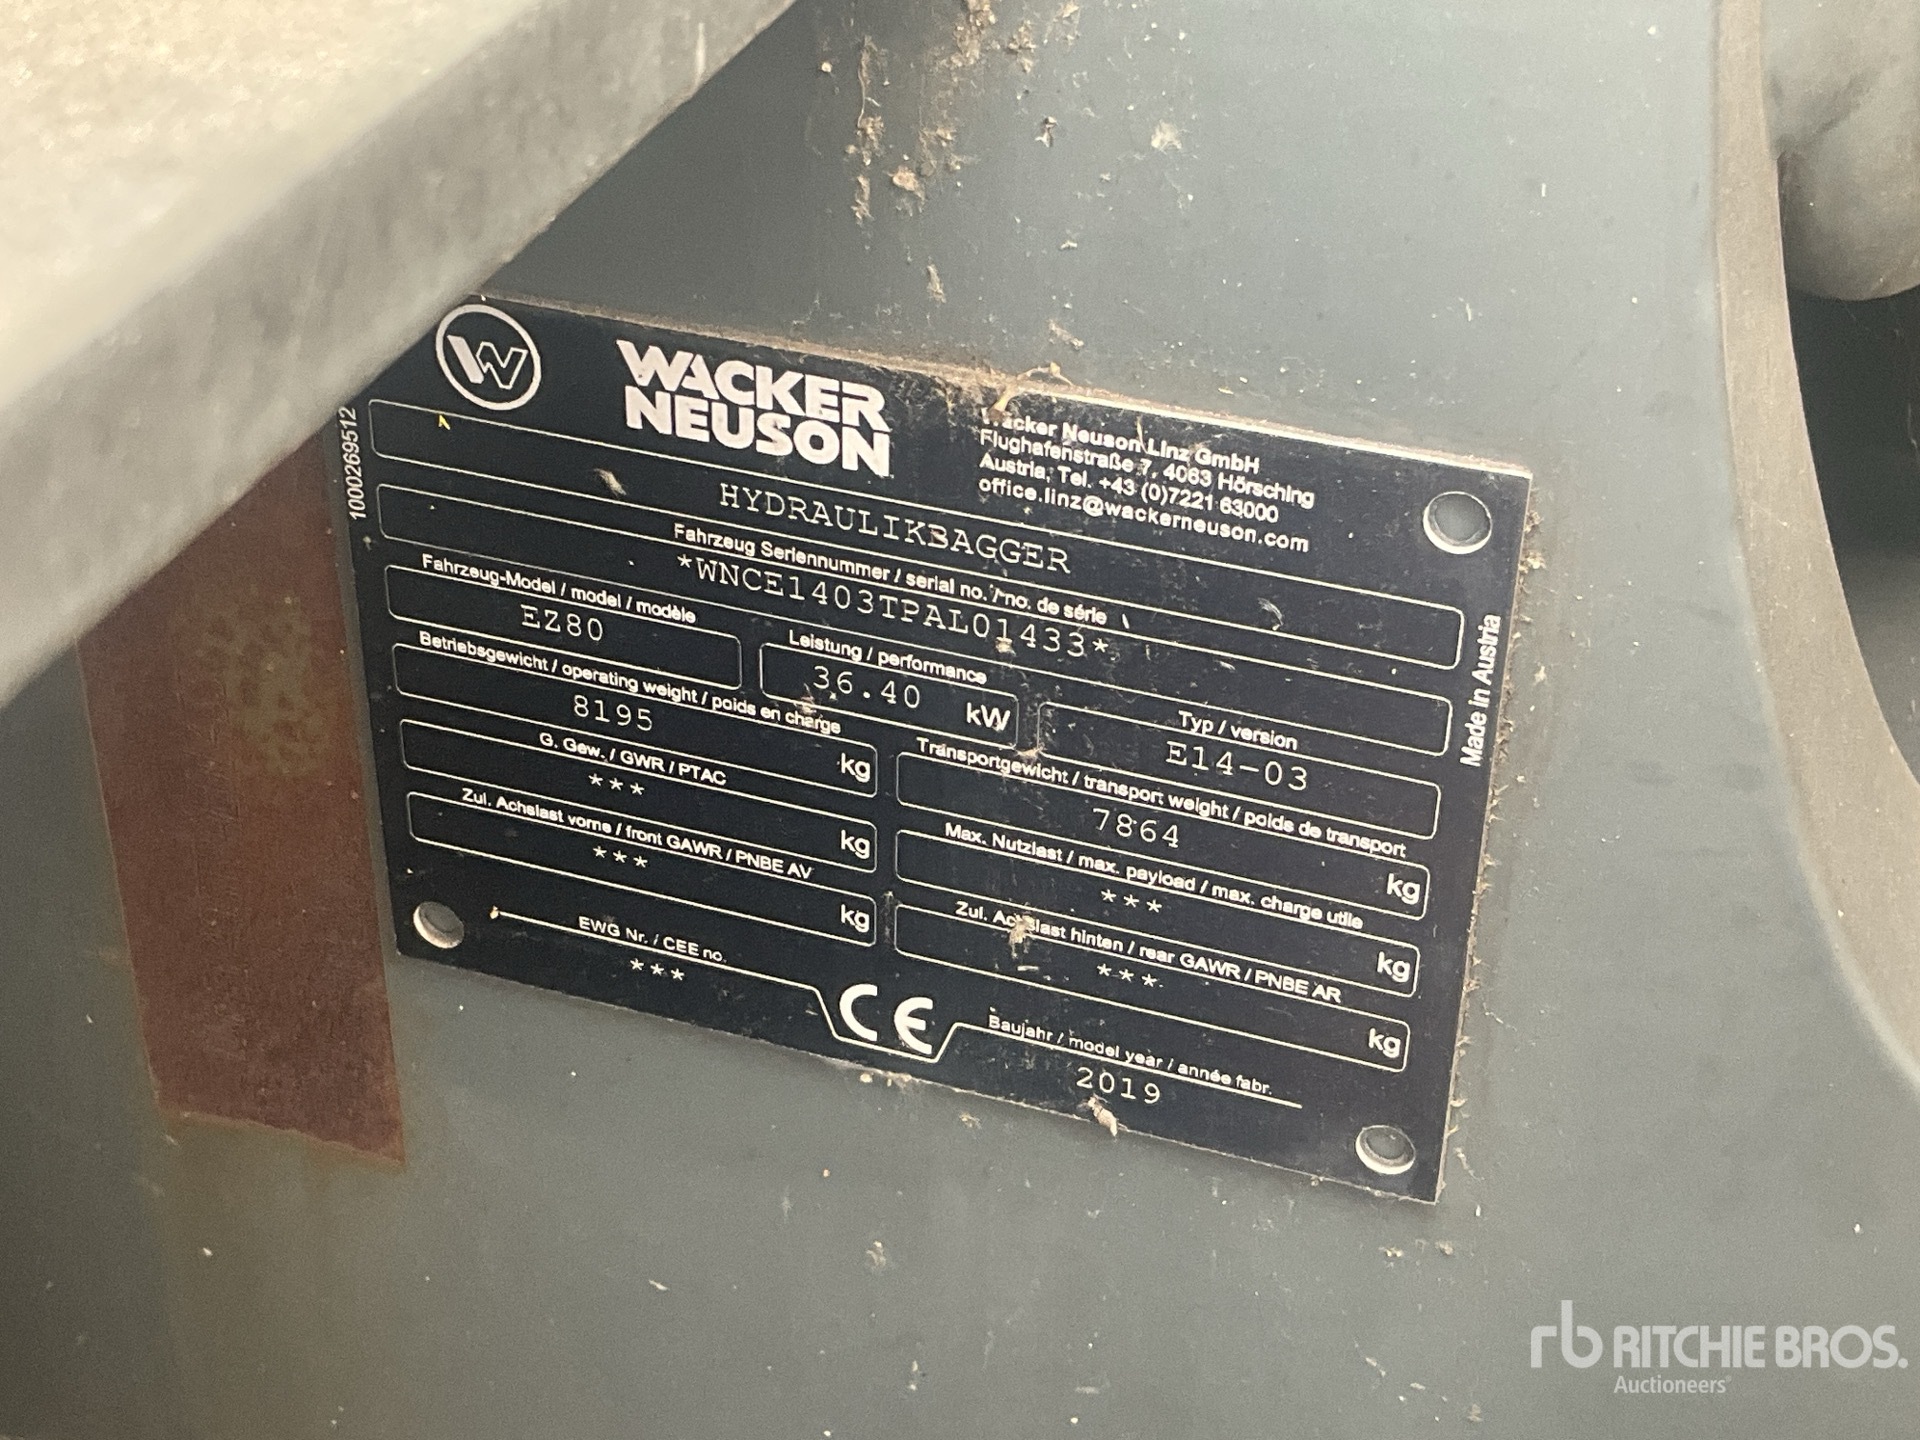 WACKER
NEUSON
Wacker Neuson Linz GmbH
Flughafenstraße 7, 4063 Hörsching
Austria, Tel. +43 (0)7221 63000
office.linz@wackerneuson.com
1000269512
HYDRAULIKBAGGER
Fahrzeug Seriennummer / serial no. / no. de série
*WNCE1403TPAL01433*
Fahrzeug-Model / model / modèle
EZ80
Leistung / performance
36.40 kW
Typ / version
E14-03
Betriebsgewicht / operating weight / poids en charge
8195 kg
Transportgewicht / transport weight / poids de transport
7864 kg
G. Gew. / GWR / PTAC
*** kg
Max. Nutzlast / max. payload / max. charge utile
*** kg
Zul. Achslast vorne / front GAWR / PNBE AV
*** kg
Zul. Achslast hinten / rear GAWR / PNBE AR
*** kg
EWG Nr. / CEE no.
***
CE
Baujahr / model year / année fabr.
2019
Made in Austria
rb RITCHIE BROS.
Auctioneers